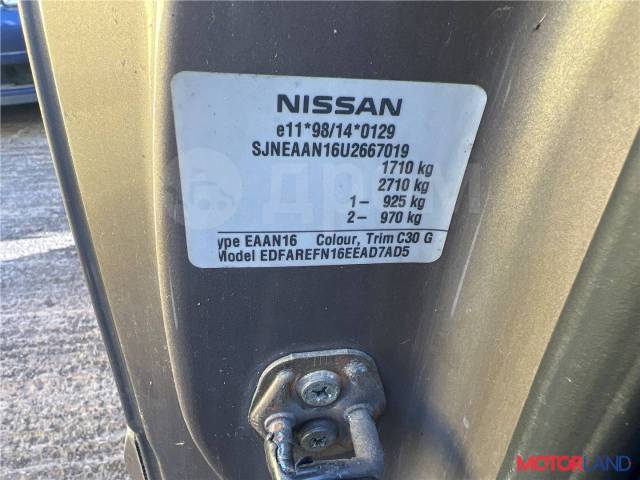 NISSAN
e11*98/14*0129
SJNEAAN16U2667019
1710 kg
2710 kg
1- 925 kg
2- 970 kg
ype EAAN16 Colour, Trim C30 G
Model EDFAREFN16EEAD7AD5
дром
MOTORLAND